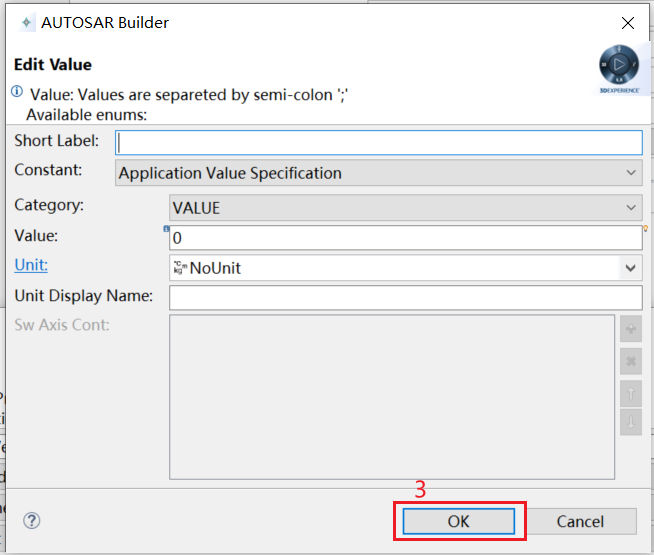 AUTOSAR Builder
Edit Value
Value: Values are separeted by semi-colon ';'
Available enums:
3DEXPERIENCE
Short Label:
Constant: Application Value Specification
Category: VALUE
Value: 0
Unit: °C m kg NoUnit
Unit Display Name:
Sw Axis Cont:
3
OK Cancel